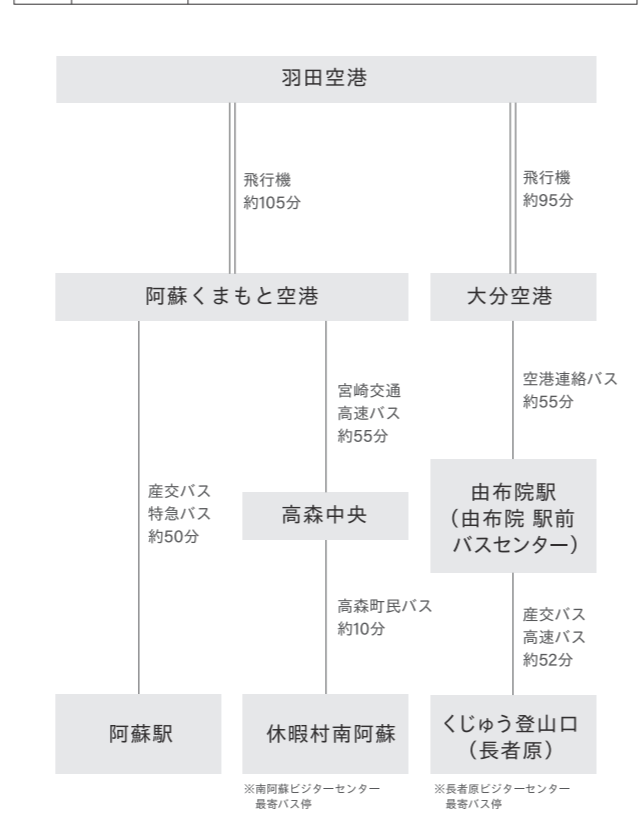 羽田空港
飛行機
約105分
飛行機
約95分
阿蘇くまもと空港
大分空港
空港連絡バス
約55分
宮崎交通
高速バス
約55分
産交バス
特急バス
約50分
高森中央
由布院駅
(由布院 駅前
バスセンター)
高森町民バス
約10分
産交バス
高速バス
約52分
阿蘇駅
休暇村南阿蘇
くじゅう登山口
(長者原)
※南阿蘇ビジターセンター
最寄バス停
※長者原ビジターセンター
最寄バス停